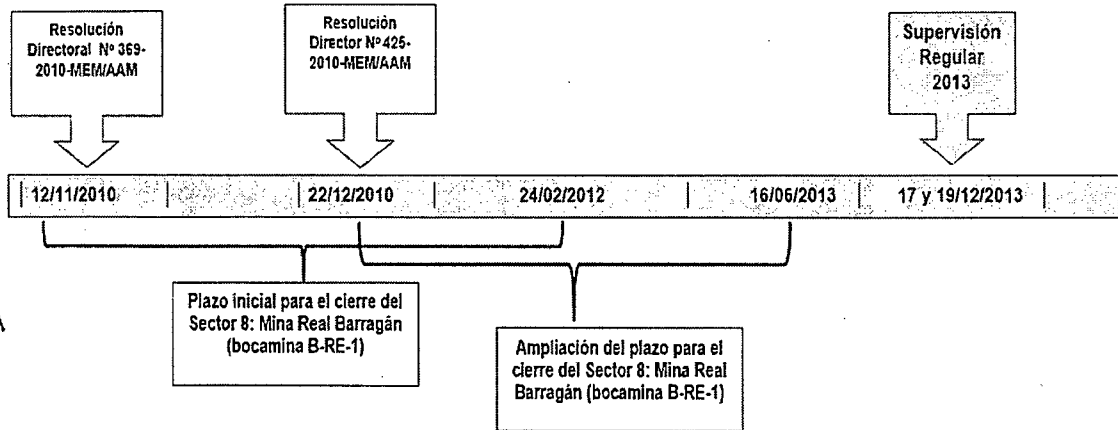 Resolución
Directoral Nº 369-
2010-MEM/AAM
Resolución
Director Nº 425-
2010-MEM/AAM
Supervisión
Regular
2013
12/11/2010
22/12/2010
24/02/2012
16/06/2013
17 y 19/12/2013
Plazo inicial para el cierre del
Sector 8: Mina Real Barragán
(bocamina B-RE-1)
Ampliación del plazo para el
cierre del Sector 8: Mina Real
Barragán (bocamina B-RE-1)